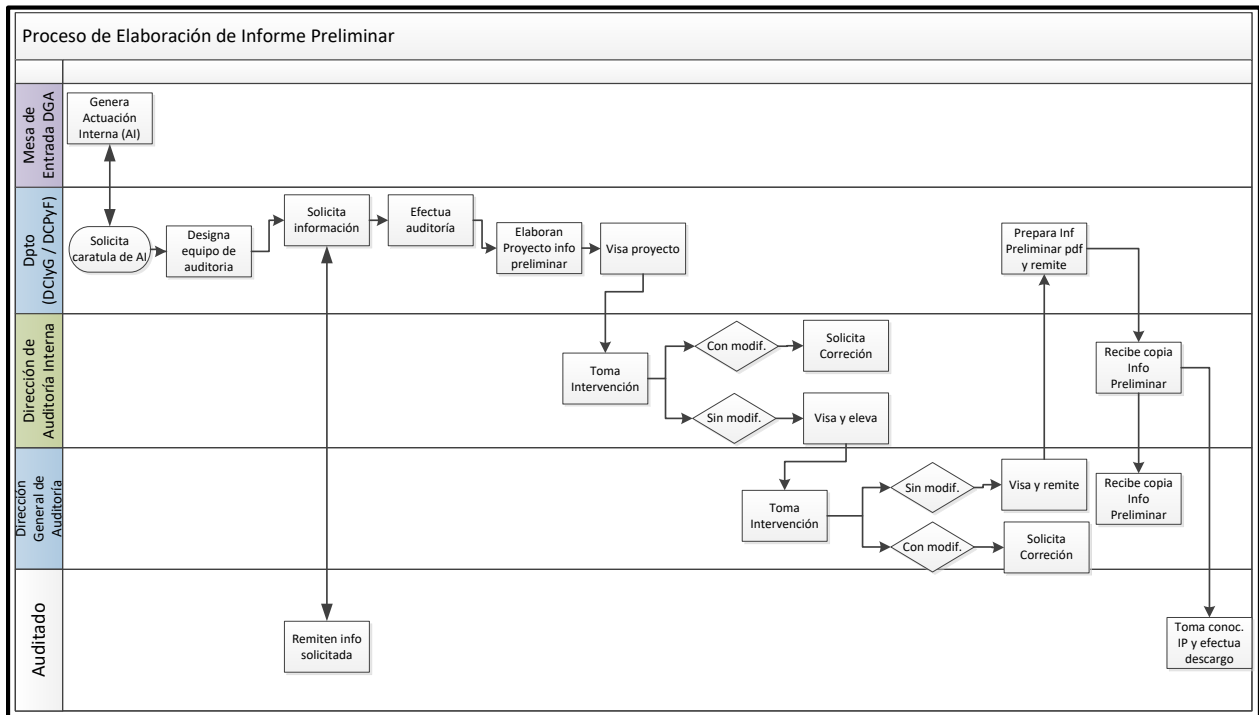 Proceso de Elaboración de Informe Preliminar
Mesa de
Entrada DGA
Genera
Actuación
Interna (AI)
Dpto
(DCIyG / DCPyF)
Solicita
caratula de AI
Designa
equipo de
auditoria
Solicita
información
Efectua
auditoría
Elaboran
Proyecto info
preliminar
Visa proyecto
Prepara Inf
Preliminar pdf
y remite
Dirección de
Auditoría Interna
Toma
Intervención
Con modif.
Solicita
Correción
Sin modif.
Visa y eleva
Recibe copia
Info
Preliminar
Dirección
General de
Auditoría
Toma
Intervención
Sin modif.
Visa y remite
Con modif.
Solicita
Correción
Recibe copia
Info
Preliminar
Auditado
Remiten info
solicitada
Toma conoc.
IP y efectua
descargo